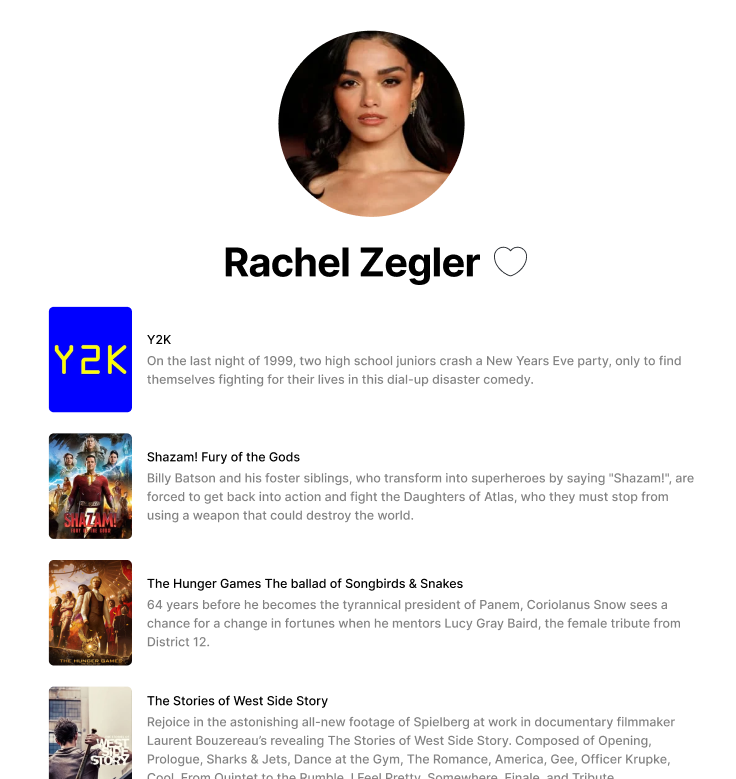 Rachel Zegler
Y2K
Y2K
On the last night of 1999, two high school juniors crash a New Years Eve party, only to find
themselves fighting for their lives in this dial-up disaster comedy.
Shazam! Fury of the Gods
Billy Batson and his foster siblings, who transform into superheroes by saying "Shazam!", are
forced to get back into action and fight the Daughters of Atlas, who they must stop from
using a weapon that could destroy the world.
SHAZAM!
FURY OF THE GODS
The Hunger Games The ballad of Songbirds & Snakes
64 years before he becomes the tyrannical president of Panem, Coriolanus Snow sees a
chance for a change in fortunes when he mentors Lucy Gray Baird, the female tribute from
District 12.
THE HUNGER GAMES
The Stories of West Side Story
Rejoice in the astonishing all-new footage of Spielberg at work in documentary filmmaker
Laurent Bouzereau’s revealing The Stories of West Side Story. Composed of Opening,
Prologue, Sharks & Jets, Dance at the Gym, The Romance, America, Gee, Officer Krupke,
Cool, From Quintet to the Rumble, I Feel Pretty, Somewhere, Finale, and Tribute
WEST
SIDE
STORY